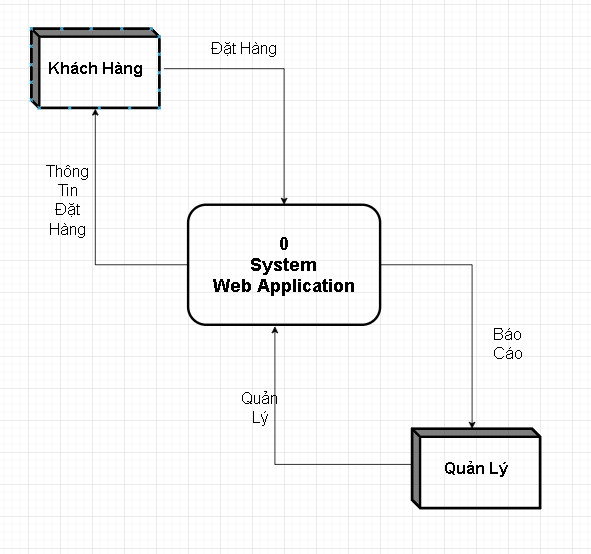 Đặt Hàng
Khách Hàng
Thông
Tin
Đặt
Hàng
0
System
Web Application
Báo
Cáo
Quản
Lý
Quản Lý